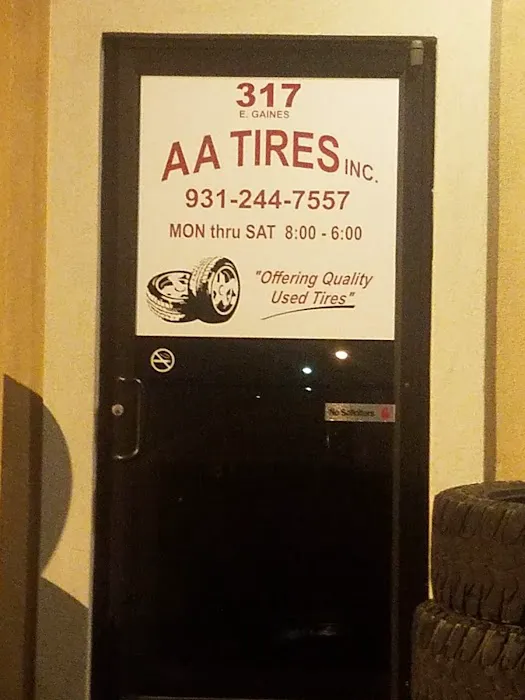 317
E. GAINES
AA TIRES INC.
931-244-7557
MON thru SAT 8:00 - 6:00
"Offering Quality
Used Tires"
No Solicitors